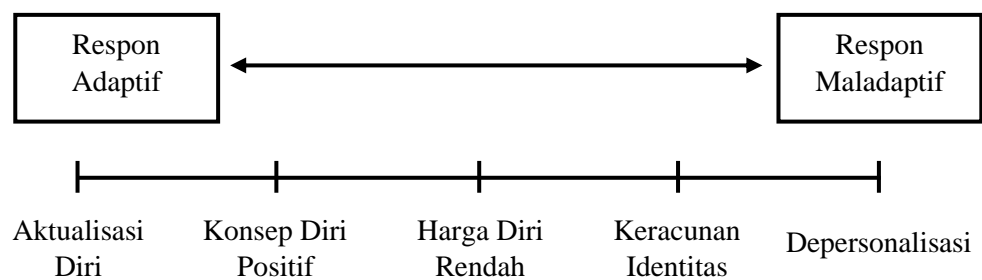 Respon
Adaptif
Respon
Maladaptif
Aktualisasi
Diri
Konsep Diri
Positif
Harga Diri
Rendah
Keracunan
Identitas
Depersonalisasi